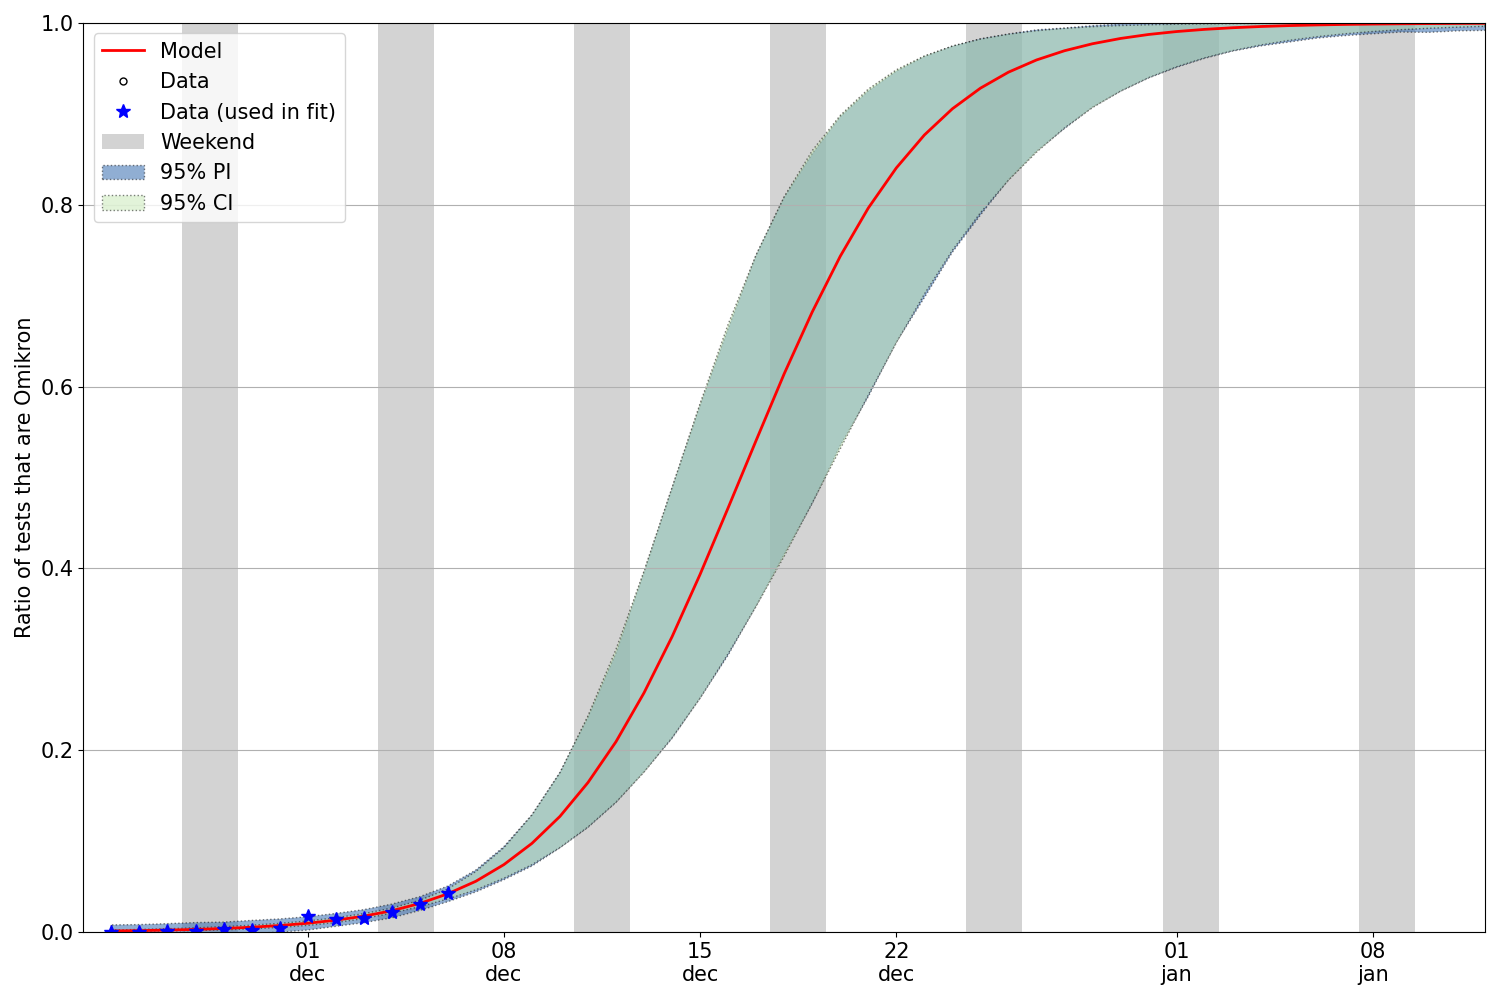 1.0
0.8
0.6
0.4
0.2
0.0
Ratio of tests that are Omikron
Model
Data
Data (used in fit)
Weekend
95% PI
95% CI
01 08 15 22 01 08
dec dec dec dec jan jan